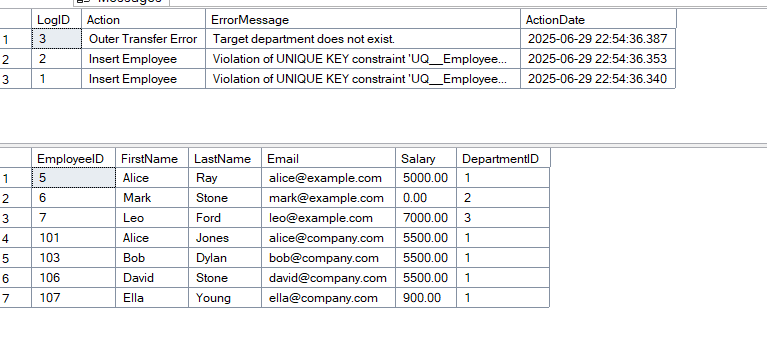 Messages
LogID Action ErrorMessage ActionDate
1 3 Outer Transfer Error Target department does not exist. 2025-06-29 22:54:36.387
2 2 Insert Employee Violation of UNIQUE KEY constraint 'UQ__Employee... 2025-06-29 22:54:36.353
3 1 Insert Employee Violation of UNIQUE KEY constraint 'UQ__Employee... 2025-06-29 22:54:36.340
EmployeeID FirstName LastName Email Salary DepartmentID
1 5 Alice Ray alice@example.com 5000.00 1
2 6 Mark Stone mark@example.com 0.00 2
3 7 Leo Ford leo@example.com 7000.00 3
4 101 Alice Jones alice@company.com 5500.00 1
5 103 Bob Dylan bob@company.com 5500.00 1
6 106 David Stone david@company.com 5500.00 1
7 107 Ella Young ella@company.com 900.00 1